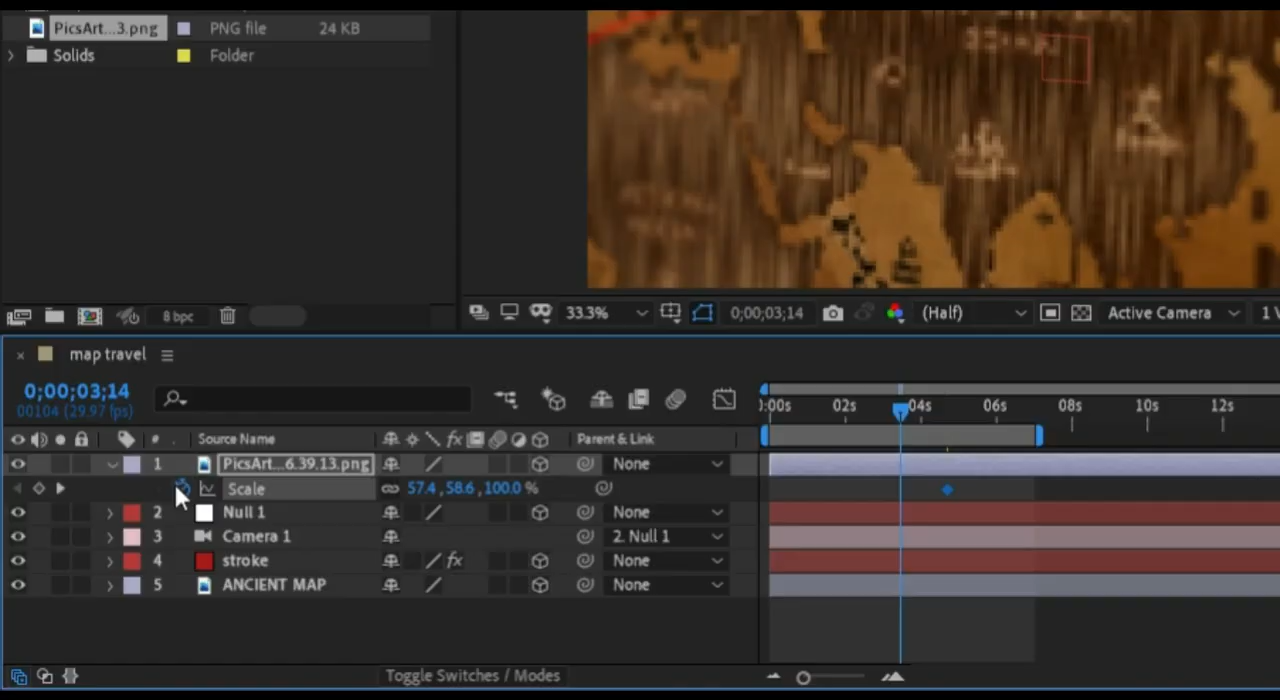 PicsArt...3.png PNG file 24 KB
Solids Folder
8 bpc
33.3% 0;00;03;14 (Half) Active Camera 1
map travel
0;00;03;14
00104 (29.97 fps)
:00s 02s 04s 06s 08s 10s 12s
# Source Name fx Parent & Link
1 PicsArt...6.39.13.png None
Scale 57.4,58.6,100.0 %
2 Null 1 None
3 Camera 1 2. Null 1
4 stroke fx None
5 ANCIENT MAP None
Toggle Switches / Modes